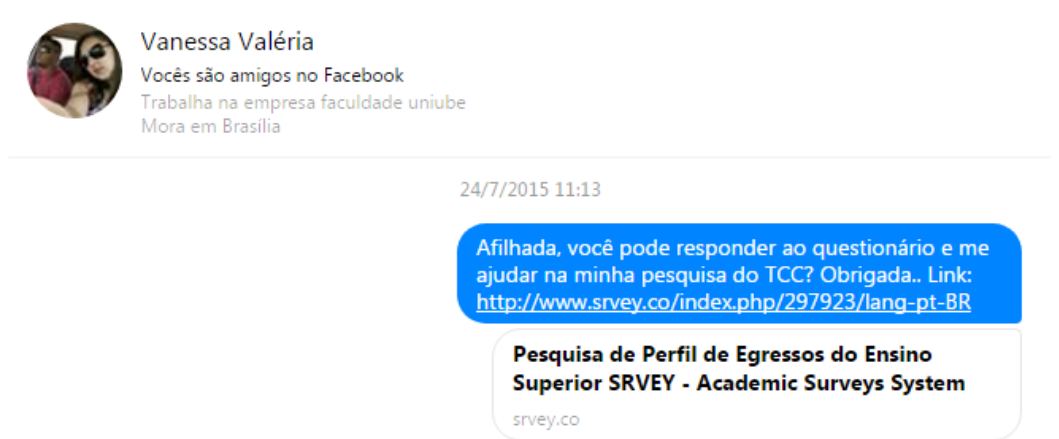 Vanessa Valéria
Vocês são amigos no Facebook
Trabalha na empresa faculdade uniube
Mora em Brasília
24/7/2015 11:13
Afilhada, você pode responder ao questionário e me
ajudar na minha pesquisa do TCC? Obrigada.. Link:
http://www.srvey.co/index.php/297923/lang-pt-BR
Pesquisa de Perfil de Egressos do Ensino
Superior SRVEY - Academic Surveys System
srvey.co